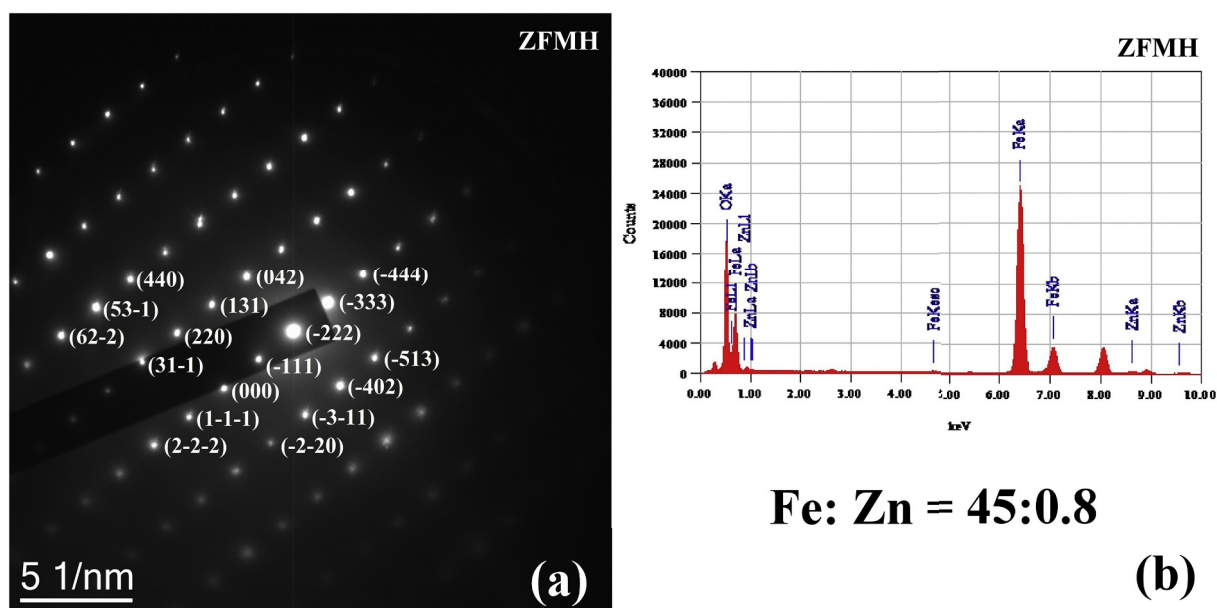 ZFMH
(440)
(042)
(-444)
(53-1)
(131)
(-333)
(62-2)
(220)
(-222)
(31-1)
(-111)
(-513)
(000)
(-402)
(1-1-1)
(-3-11)
(2-2-2)
(-2-20)
5 1/nm
(a)
ZFMH
40000
36000
32000
28000
24000
20000
16000
12000
8000
4000
0
Counts
OKa
FeLl FeLa ZnLl
ZnLa ZnLb
FeKesc
FeKa
FeKb
ZnKa
ZnKb
0.00 1.00 2.00 3.00 4.00 5.00 6.00 7.00 8.00 9.00 10.00
keV
Fe: Zn = 45:0.8
(b)